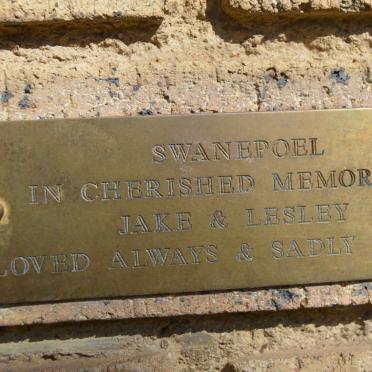 SWANEPOEL
IN CHERISHED MEMOR
JAKE & LESLEY
LOVED ALWAYS & SADLY